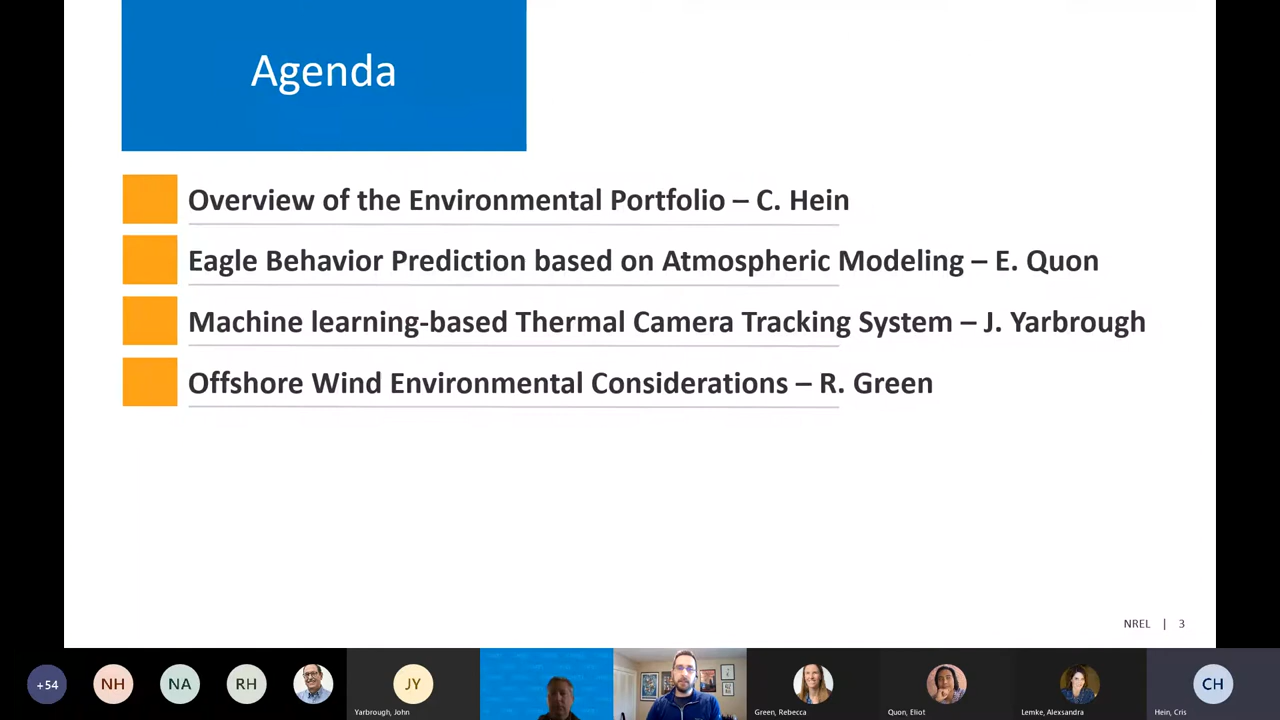 Agenda
Overview of the Environmental Portfolio – C. Hein
Eagle Behavior Prediction based on Atmospheric Modeling – E. Quon
Machine learning-based Thermal Camera Tracking System – J. Yarbrough
Offshore Wind Environmental Considerations – R. Green
NREL | 3
+54 NH NA RH JY CH
Yarbrough, John Green, Rebecca Quon, Eliot Lemke, Alexsandra Hein, Cris